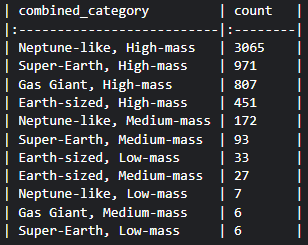 | combined_category | count |
|:---------------------------|:--------|
| Neptune-like, High-mass | 3065 |
| Super-Earth, High-mass | 971 |
| Gas Giant, High-mass | 807 |
| Earth-sized, High-mass | 451 |
| Neptune-like, Medium-mass | 172 |
| Super-Earth, Medium-mass | 93 |
| Earth-sized, Low-mass | 33 |
| Earth-sized, Medium-mass | 27 |
| Neptune-like, Low-mass | 7 |
| Gas Giant, Medium-mass | 6 |
| Super-Earth, Low-mass | 6 |